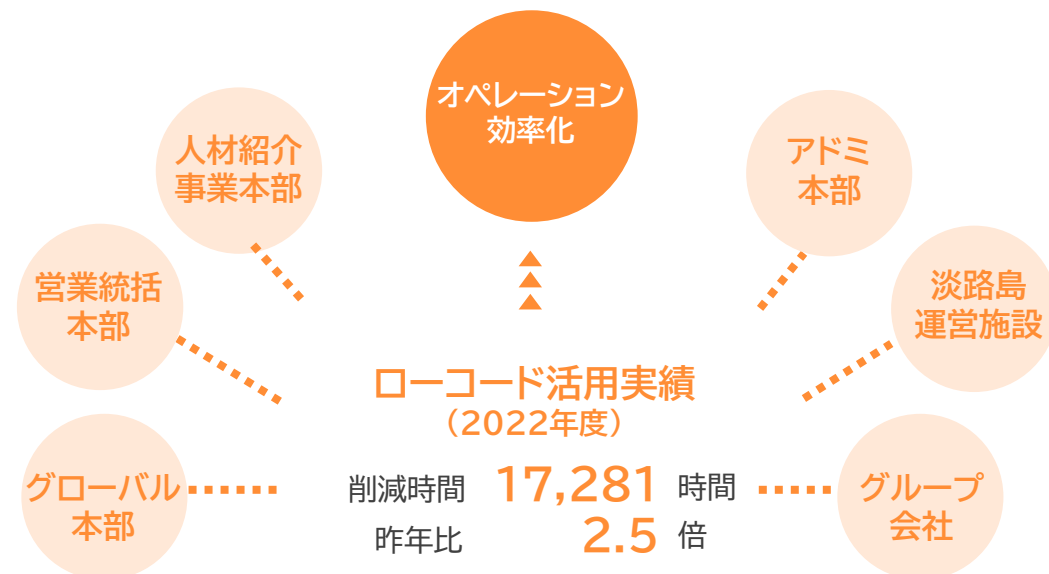 オペレーション
効率化
人材紹介
事業本部
アドミ
本部
営業統括
本部
淡路島
運営施設
ローコード活用実績
(2022年度)
グローバル
本部
削減時間 17,281 時間
昨年比 2.5 倍
グループ
会社